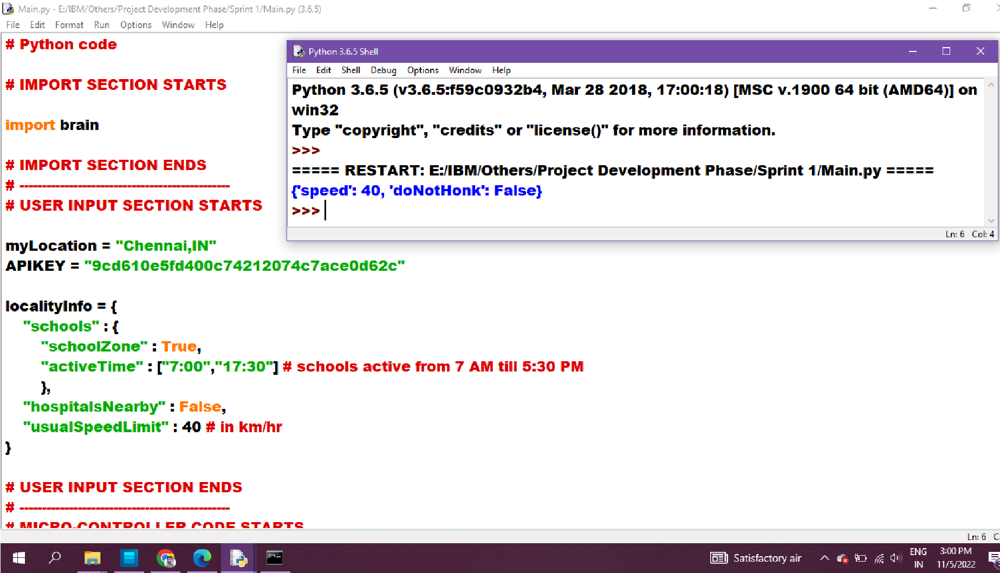 Main.py - E:/IBM/Others/Project Development Phase/Sprint 1/Main.py (3.6.5)
File Edit Format Run Options Window Help
# Python code
# IMPORT SECTION STARTS
import brain
# IMPORT SECTION ENDS
# -----------------------------------------------
# USER INPUT SECTION STARTS
myLocation = "Chennai,IN"
APIKEY = "9cd610e5fd400c74212074c7ace0d62c"
localityInfo = {
"schools" : {
"schoolZone" : True,
"activeTime" : ["7:00","17:30"] # schools active from 7 AM till 5:30 PM
},
"hospitalsNearby" : False,
"usualSpeedLimit" : 40 # in km/hr
}
# USER INPUT SECTION ENDS
# -----------------------------------------------
# MICRO-CONTROLLER CODE STARTS
Python 3.6.5 Shell
File Edit Shell Debug Options Window Help
Python 3.6.5 (v3.6.5:f59c0932b4, Mar 28 2018, 17:00:18) [MSC v.1900 64 bit (AMD64)] on
win32
Type "copyright", "credits" or "license()" for more information.
>>>
===== RESTART: E:/IBM/Others/Project Development Phase/Sprint 1/Main.py =====
{'speed': 40, 'doNotHonk': False}
>>>
Ln: 6 Col: 4
Ln: 6 C
Satisfactory air
ENG
IN
3:00 PM
11/5/2022